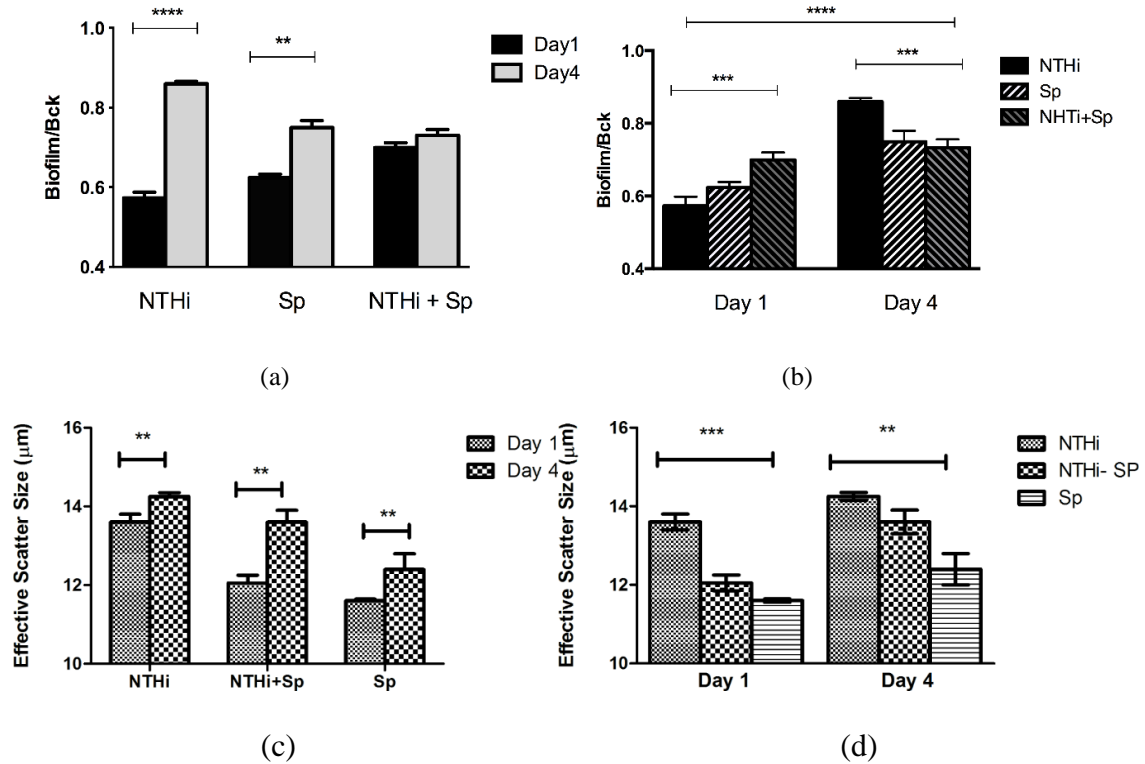 ****
**
1.0
0.8
0.6
0.4
Biofilm/Bck
NTHi
Sp
NTHi + Sp
Day1
Day4
(a)
****
***
***
1.0
0.8
0.6
0.4
Biofilm/Bck
Day 1
Day 4
NTHi
Sp
NHTi+Sp
(b)
16
14
12
10
Effective Scatter Size (μm)
**
**
**
NTHi
NTHi+Sp
Sp
Day 1
Day 4
(c)
16
14
12
10
Effective Scatter Size (μm)
***
**
Day 1
Day 4
NTHi
NTHi- SP
Sp
(d)